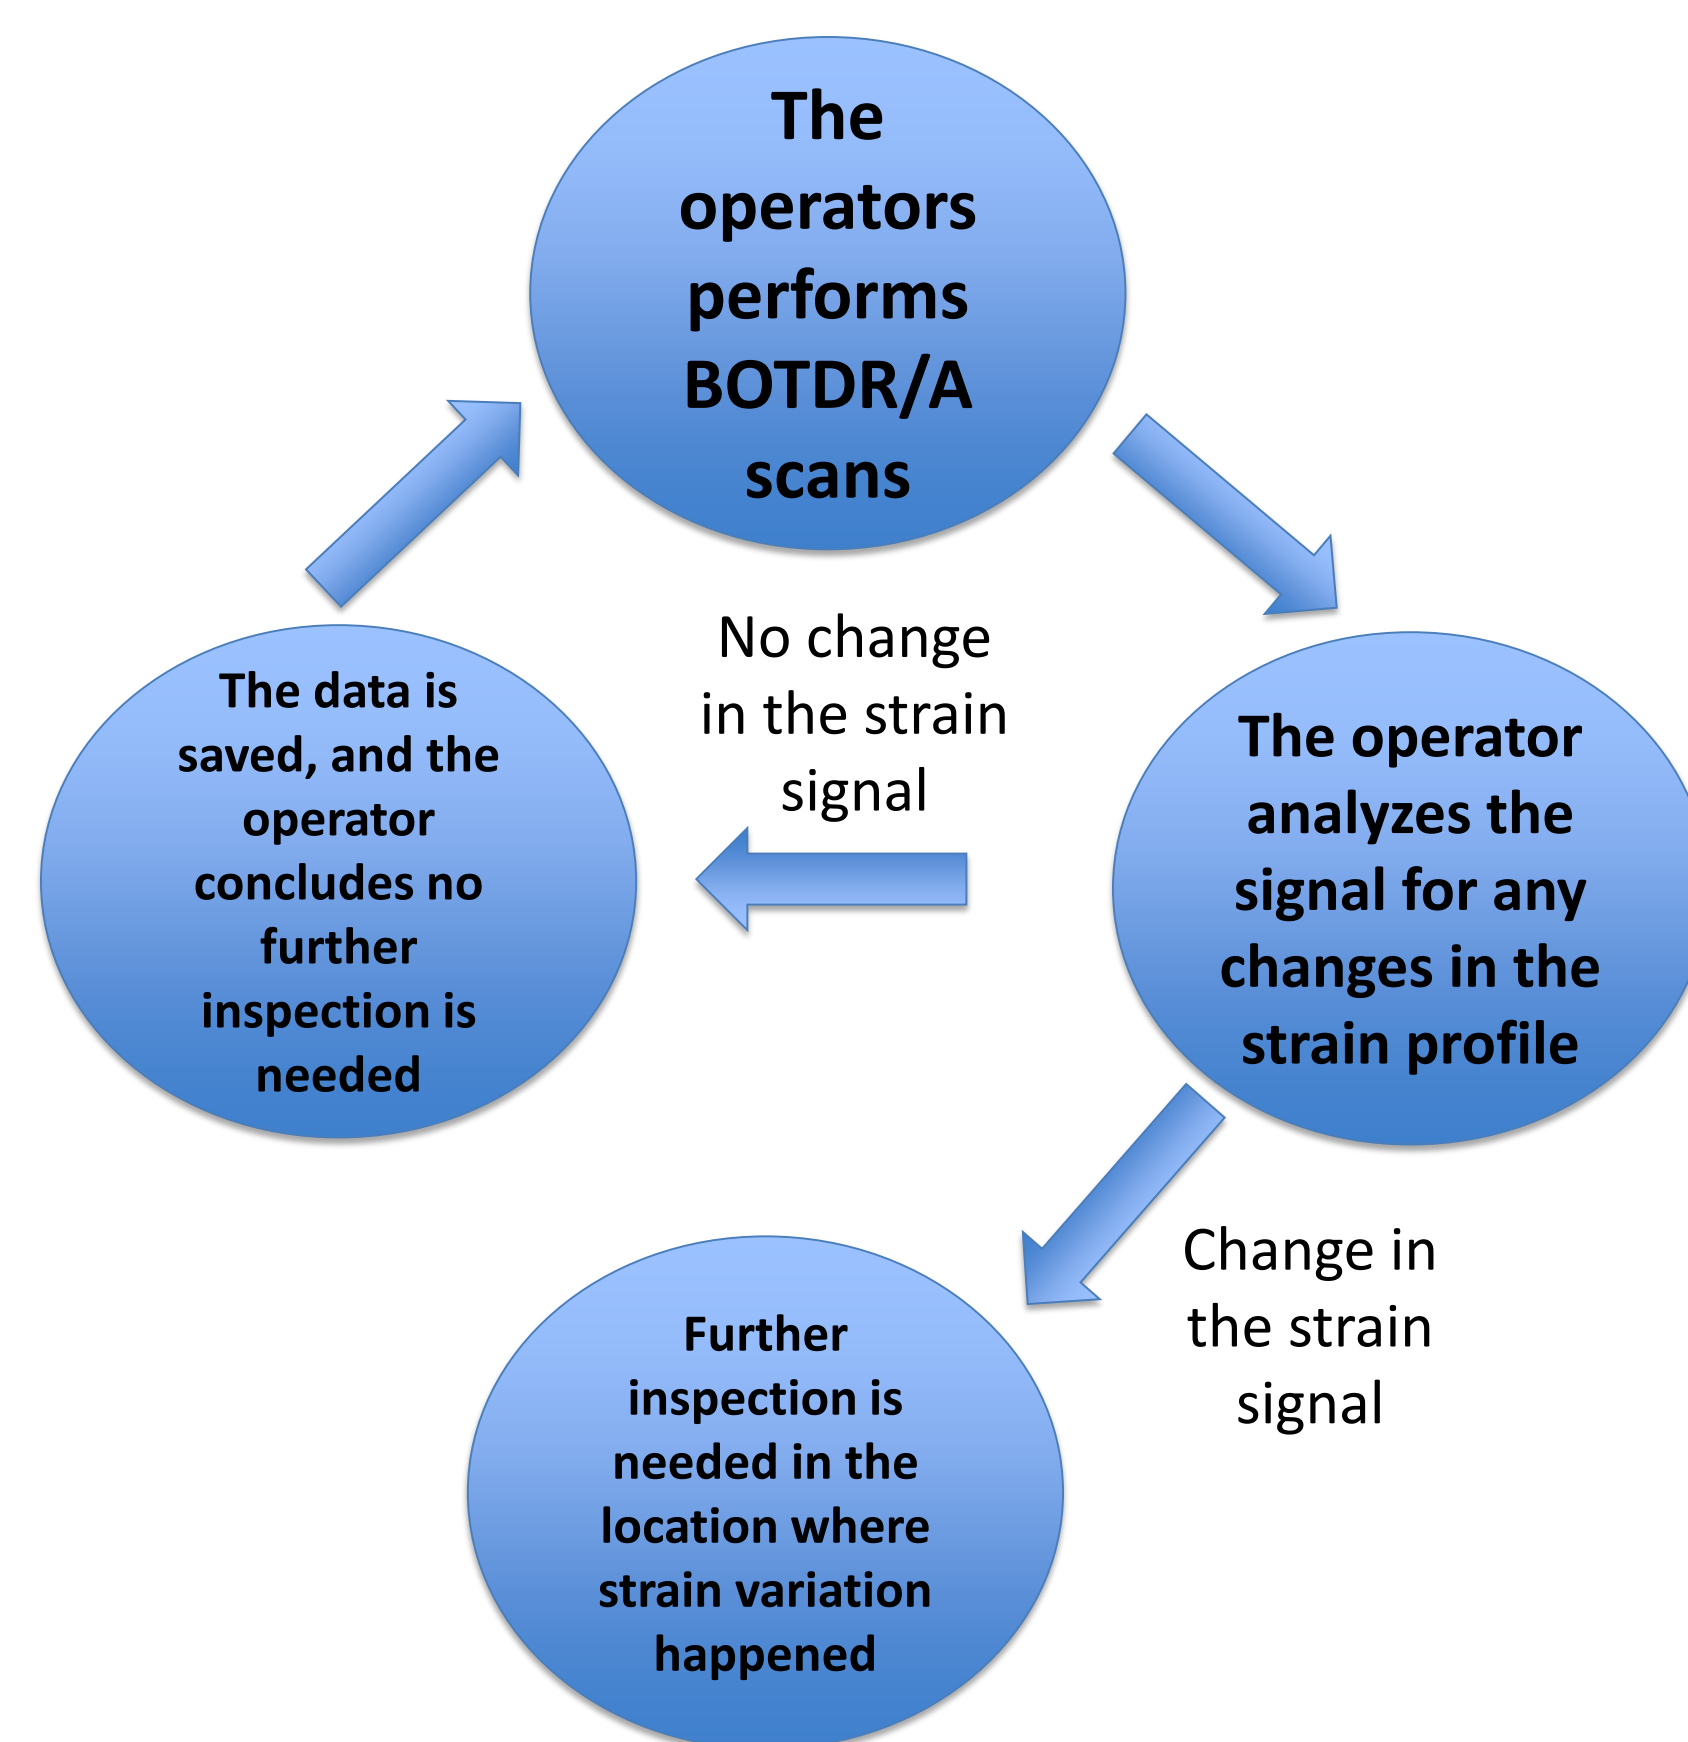 The
operators
performs
BOTDR/A
scans
No change
in the strain
signal
The data is
saved, and the
operator
concludes no
further
inspection is
needed
The operator
analyzes the
signal for any
changes in the
strain profile
Change in
the strain
signal
Further
inspection is
needed in the
location where
strain variation
happened